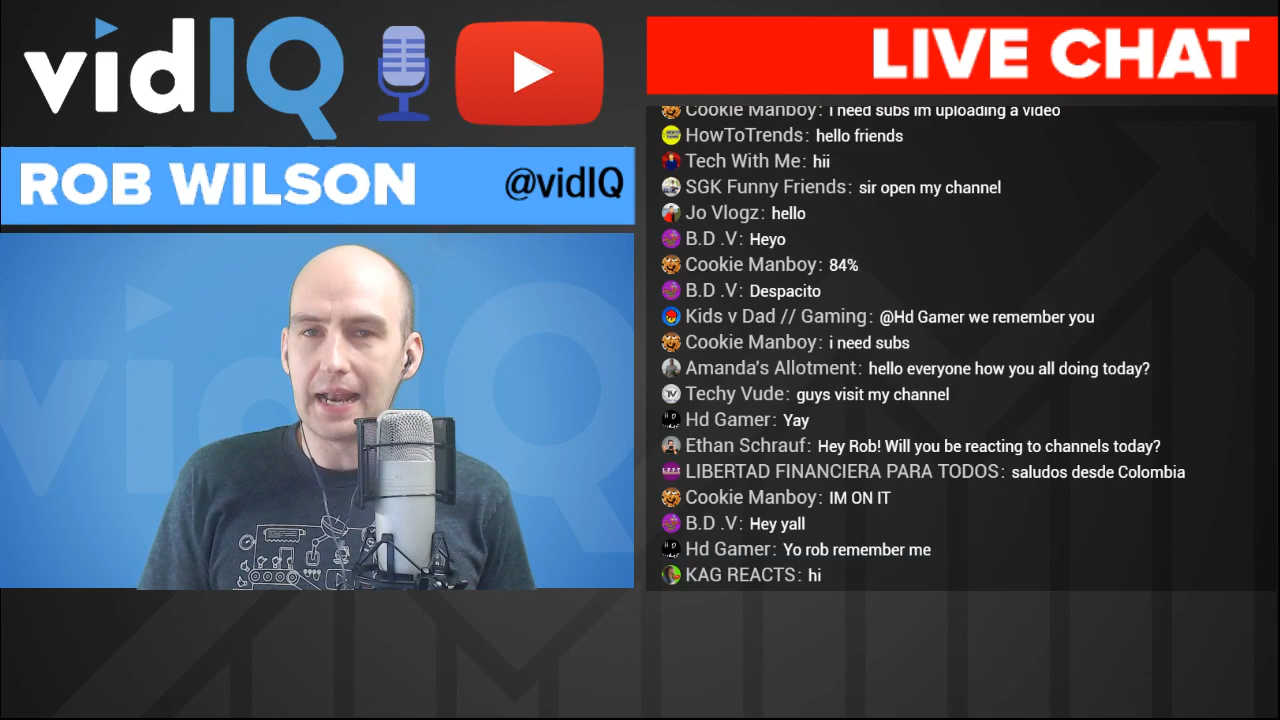 vidIQ
ROB WILSON
@vidIQ
LIVE CHAT
Cookie Manboy: i need subs im uploading a video
HowToTrends: hello friends
Tech With Me: hii
SGK Funny Friends: sir open my channel
Jo Vlogz: hello
B.D .V: Heyo
Cookie Manboy: 84%
B.D .V: Despacito
Kids v Dad // Gaming: @Hd Gamer we remember you
Cookie Manboy: i need subs
Amanda's Allotment: hello everyone how you all doing today?
Techy Vude: guys visit my channel
Hd Gamer: Yay
Ethan Schrauf: Hey Rob! Will you be reacting to channels today?
LIBERTAD FINANCIERA PARA TODOS: saludos desde Colombia
Cookie Manboy: IM ON IT
B.D .V: Hey yall
Hd Gamer: Yo rob remember me
KAG REACTS: hi